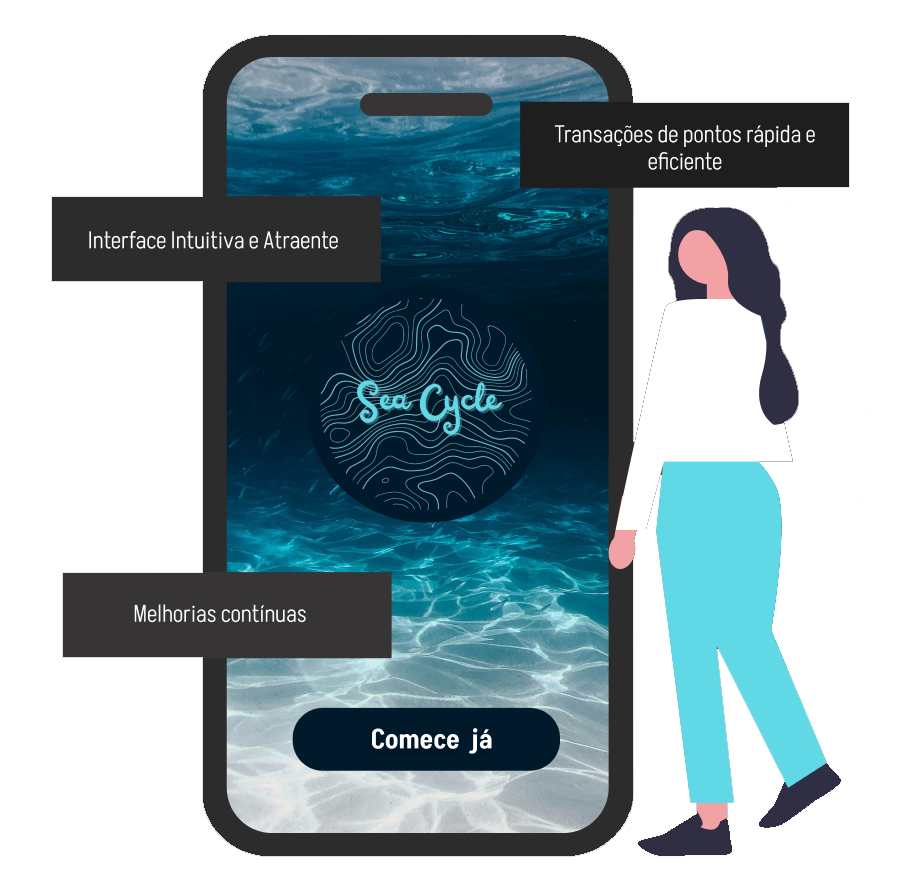 Transações de pontos rápida e
eficiente
Interface Intuitiva e Atraente
Sea Cycle
Melhorias contínuas
Comece já